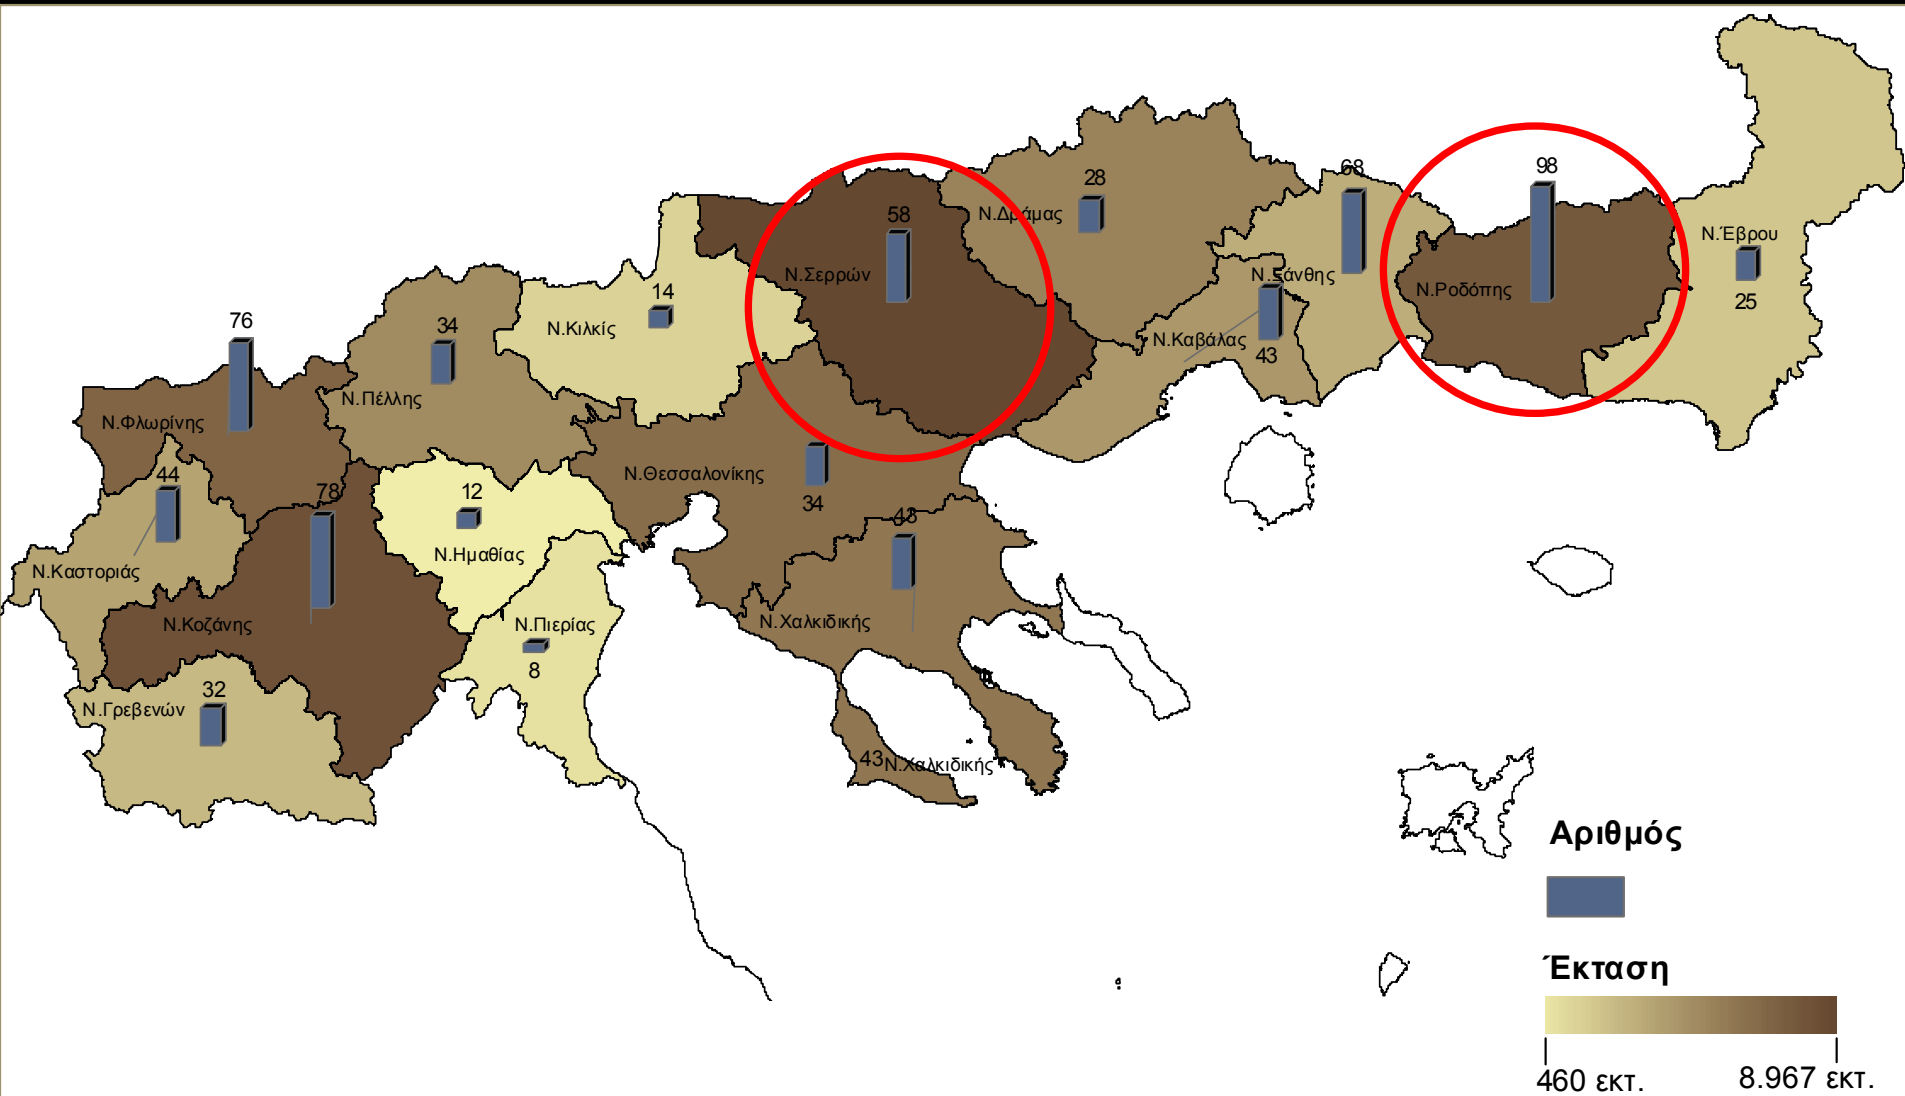 98
68
28
58
Ν.Δράμας
Ν.Έβρου
Ν.Σερρών
Ν.Ξάνθης
Ν.Ροδόπης
25
14
76
34
Ν.Κιλκίς
Ν.Καβάλας
43
Ν.Πέλλης
Ν.Φλωρίνης
44
Ν.Θεσσαλονίκης
78
12
34
43
Ν.Ημαθίας
Ν.Καστοριάς
Ν.Κοζάνης
Ν.Πιερίας
Ν.Χαλκιδικής
8
32
Ν.Γρεβενών
43
Ν.Χαλκιδικής
Αριθμός
Έκταση
460 εκτ.
8.967 εκτ.